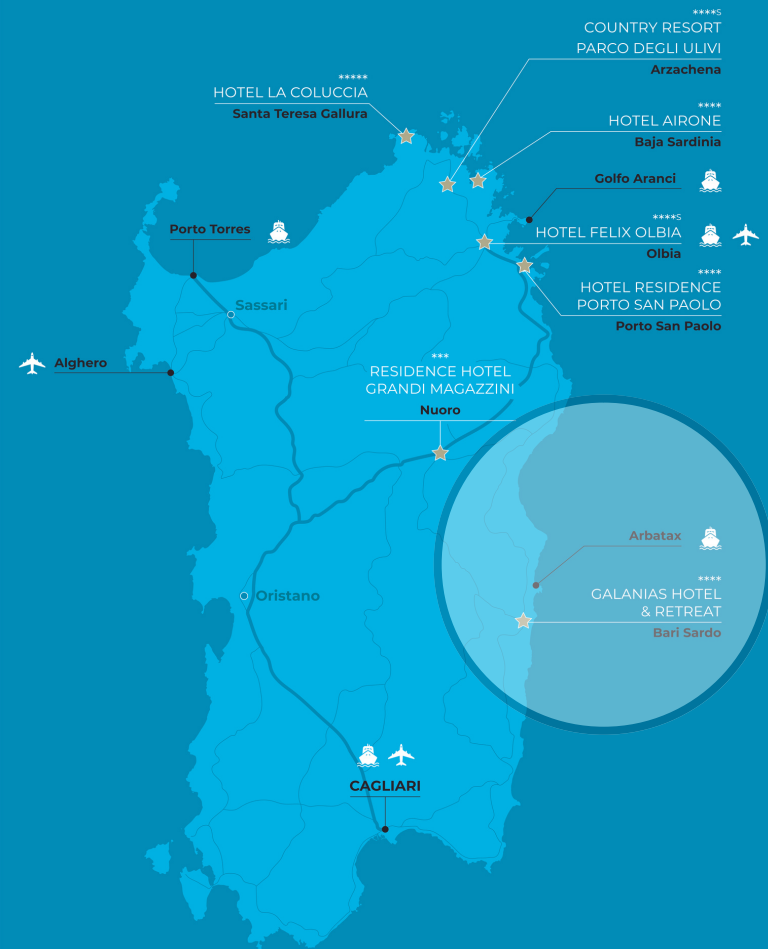 ****S
COUNTRY RESORT
PARCO DEGLI ULIVI
Arzachena
*****
HOTEL LA COLUCCIA
Santa Teresa Gallura
****
HOTEL AIRONE
Baja Sardinia
Golfo Aranci
****S
HOTEL FELIX OLBIA
Olbia
Porto Torres
****
HOTEL RESIDENCE
PORTO SAN PAOLO
Porto San Paolo
Sassari
Alghero
***
RESIDENCE HOTEL
GRANDI MAGAZZINI
Nuoro
Arbatax
****
GALANIAS HOTEL
& RETREAT
Bari Sardo
Oristano
CAGLIARI